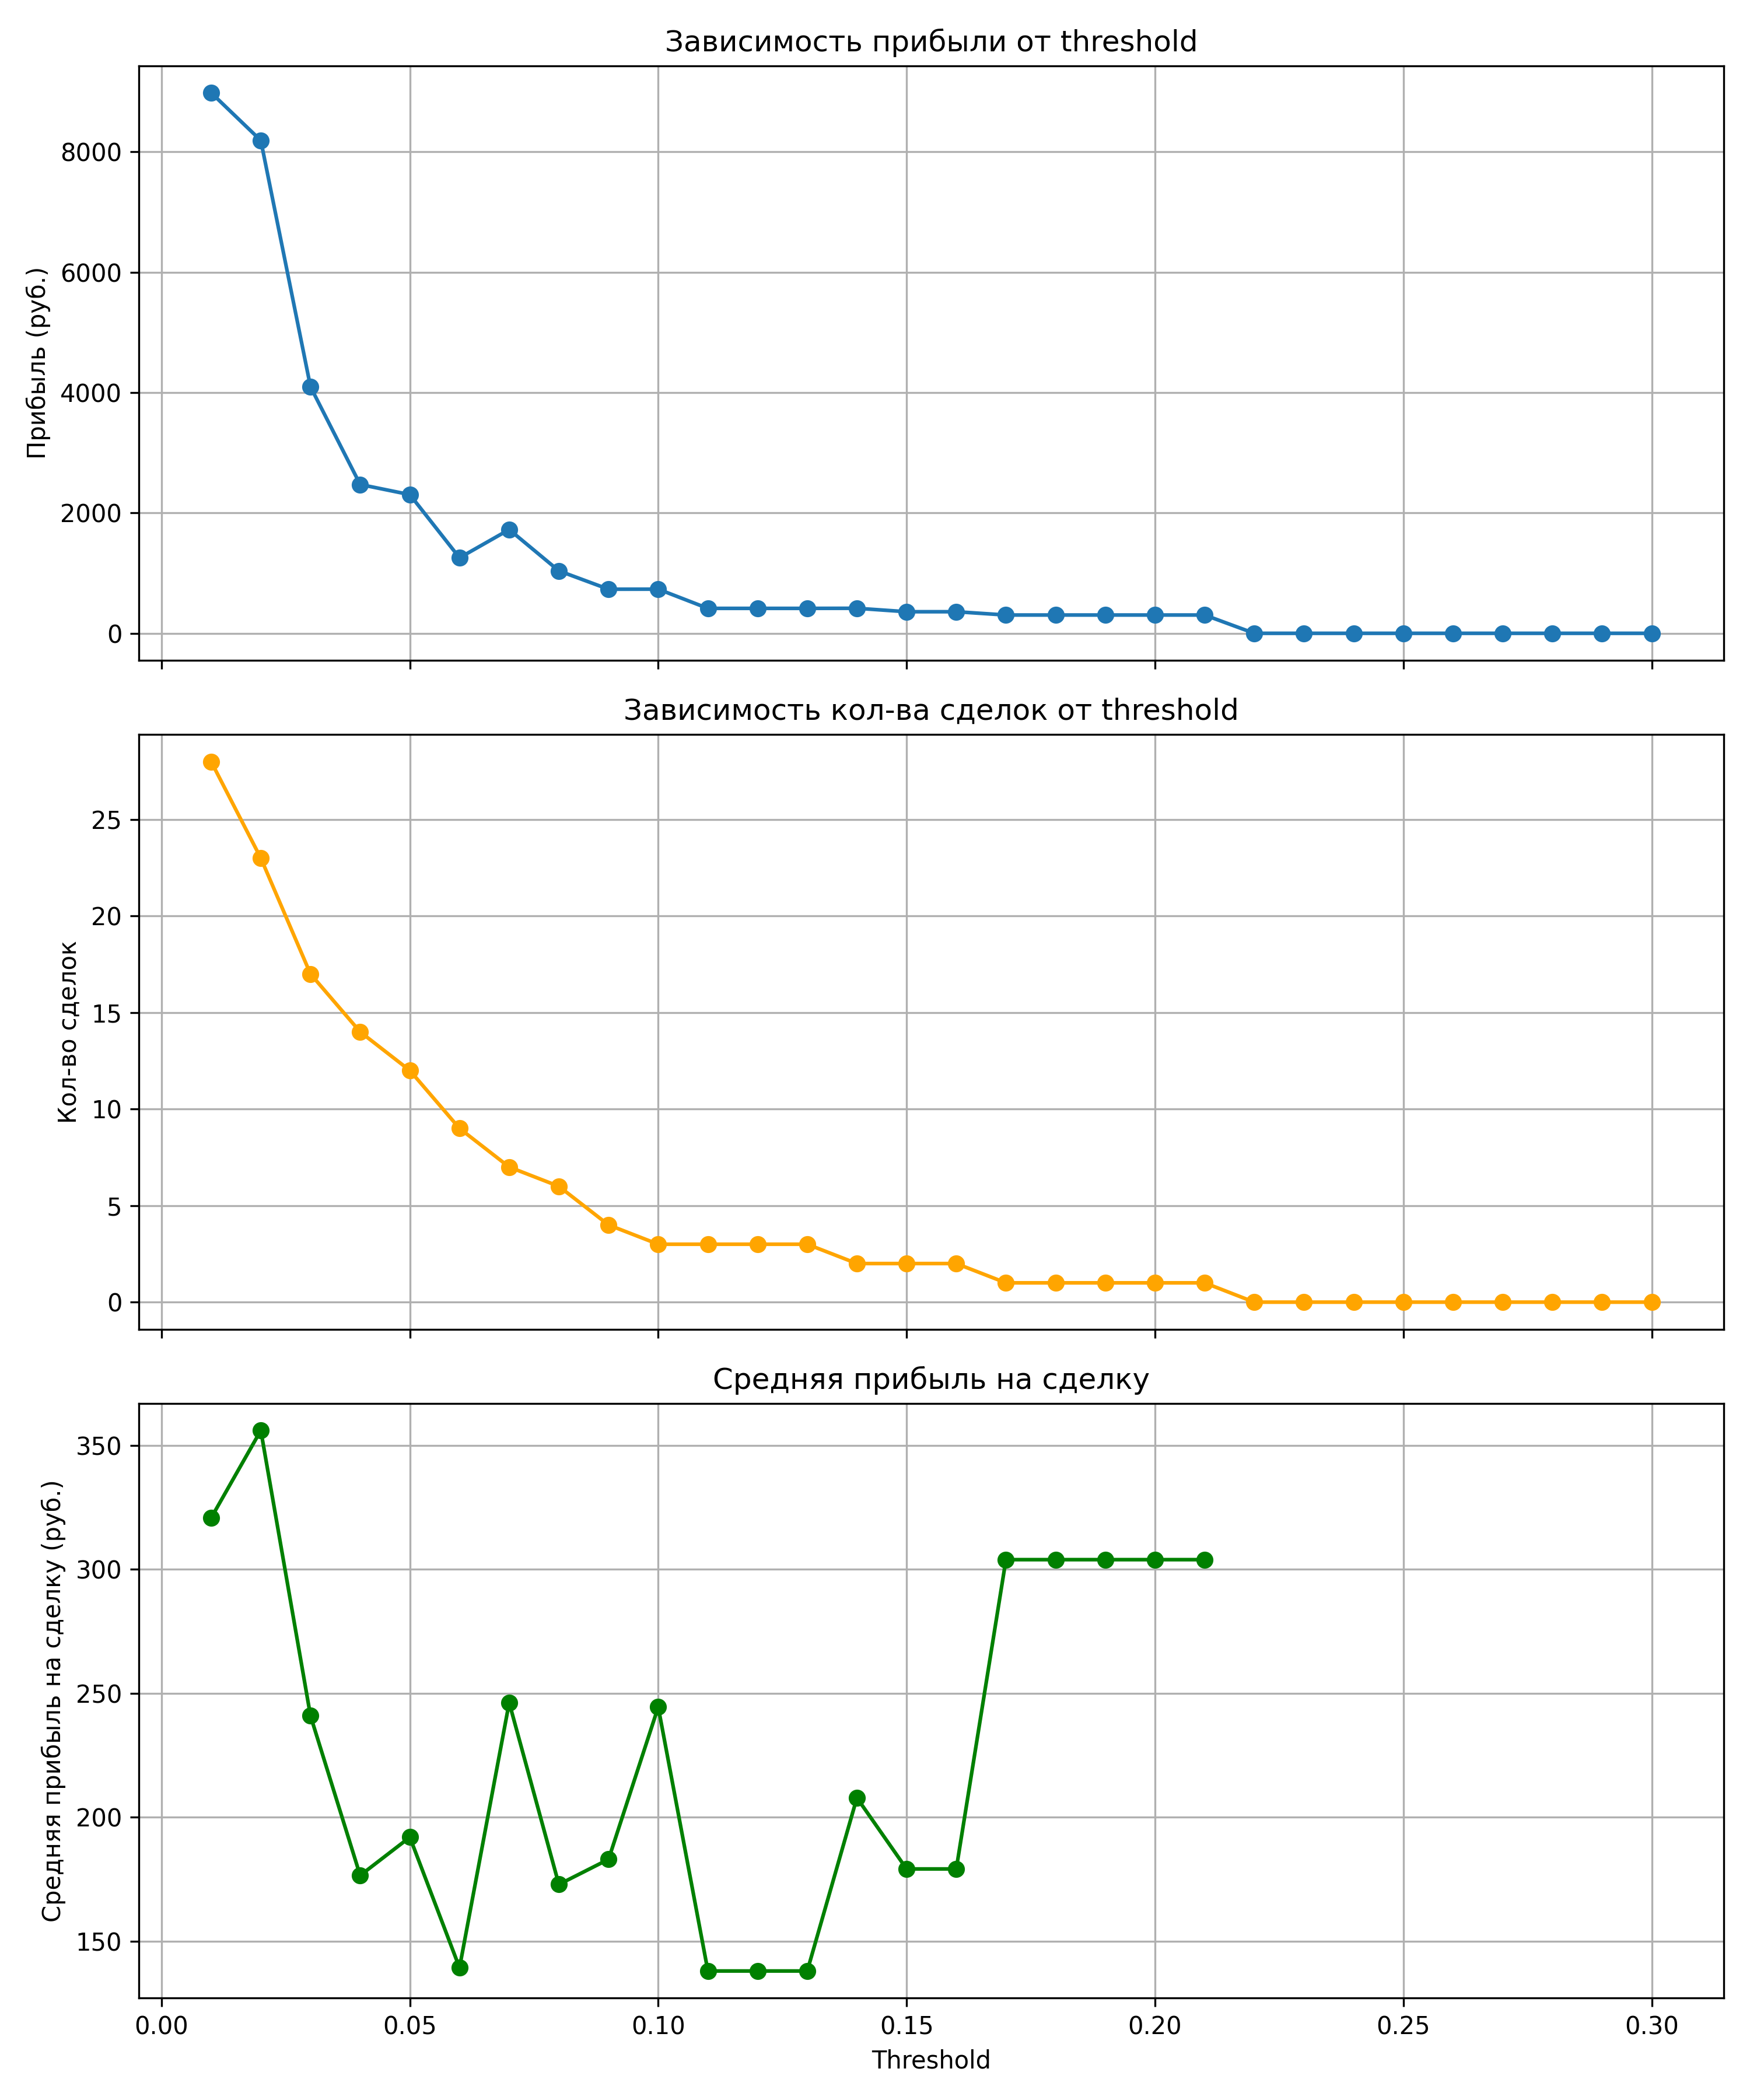 Зависимость прибыли от threshold
Прибыль (руб.)
8000
6000
4000
2000
0
Зависимость кол-ва сделок от threshold
Кол-во сделок
25
20
15
10
5
0
Средняя прибыль на сделку
Средняя прибыль на сделку (руб.)
350
300
250
200
150
0.00 0.05 0.10 0.15 0.20 0.25 0.30
Threshold